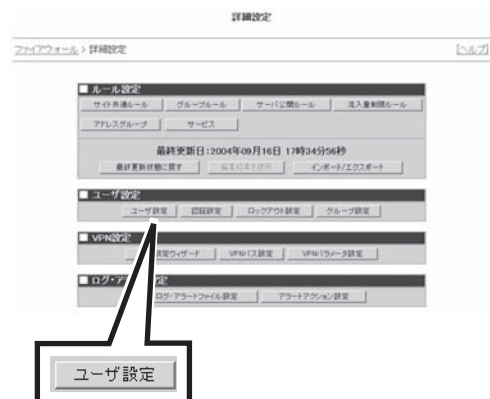 詳細設定
ファイアウォール > 詳細設定 [ヘルプ]
■ ルール設定
サイト共通ルール グループルール サーバ公開ルール 流入量制限ルール
アドレスグループ サービス
最終更新日:2004年09月16日 17時34分56秒
最終更新状態に戻す 編集結果を適用 インポート/エクスポート
■ ユーザ設定
ユーザ設定 認証設定 ロックアウト設定 グループ設定
■ VPN設定
設定ウィザード VPNパス設定 VPNパラメータ設定
■ ログ・ア 定
ログ・アラートファイル設定 アラートアクション設定
ユーザ設定